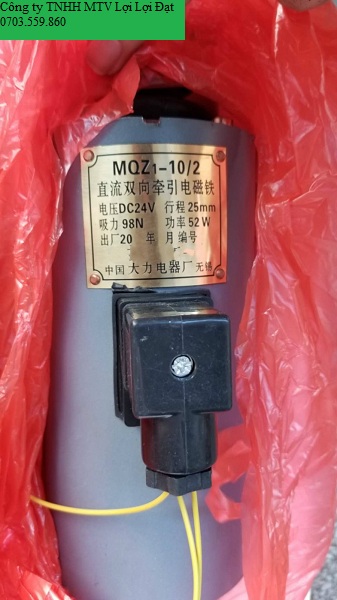 Công ty TNHH MTV Lợi Lợi Đạt
0703.559.860
MQZ1-10/2
直流双向牵引电磁铁
电压DC24V 行程25mm
吸力98N 功率52W
出厂20 年 月 编号
中国 大力电器厂 无锡